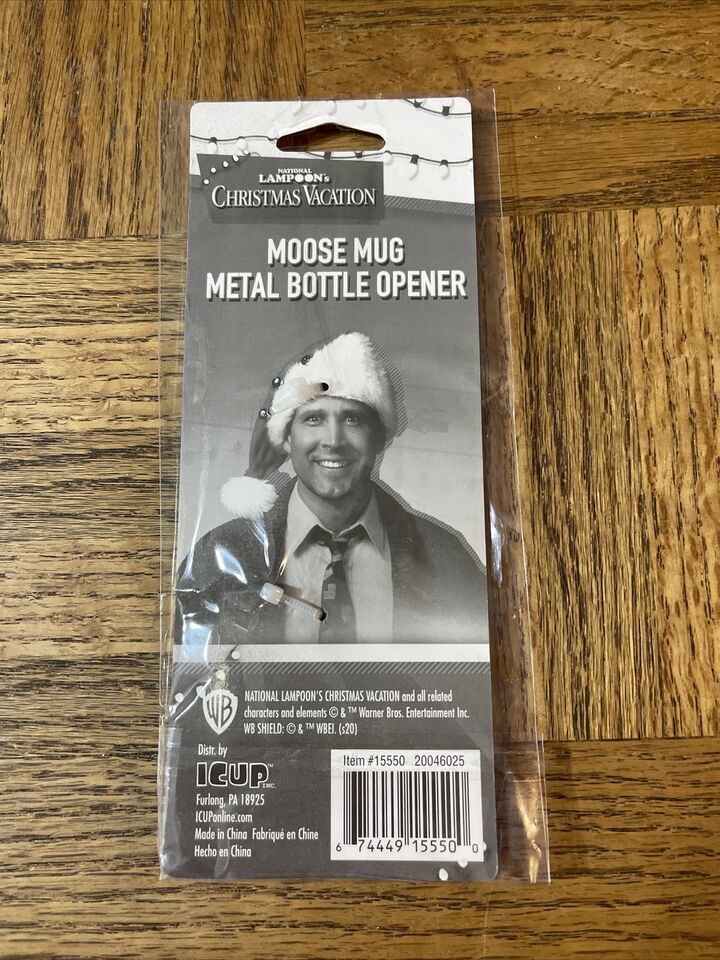 NATIONAL
LAMPOON's
CHRISTMAS VACATION
MOOSE MUG
METAL BOTTLE OPENER
WB
NATIONAL LAMPOON'S CHRISTMAS VACATION and all related
characters and elements © & ™ Warner Bros. Entertainment Inc.
WB SHIELD: © & ™ WBEI. (s20)
Distr. by
ICUP™ INC.
Furlong, PA 18925
ICUPonline.com
Made in China Fabriqué en Chine
Hecho en China
Item #15550 20046025
6 74449 15550 0